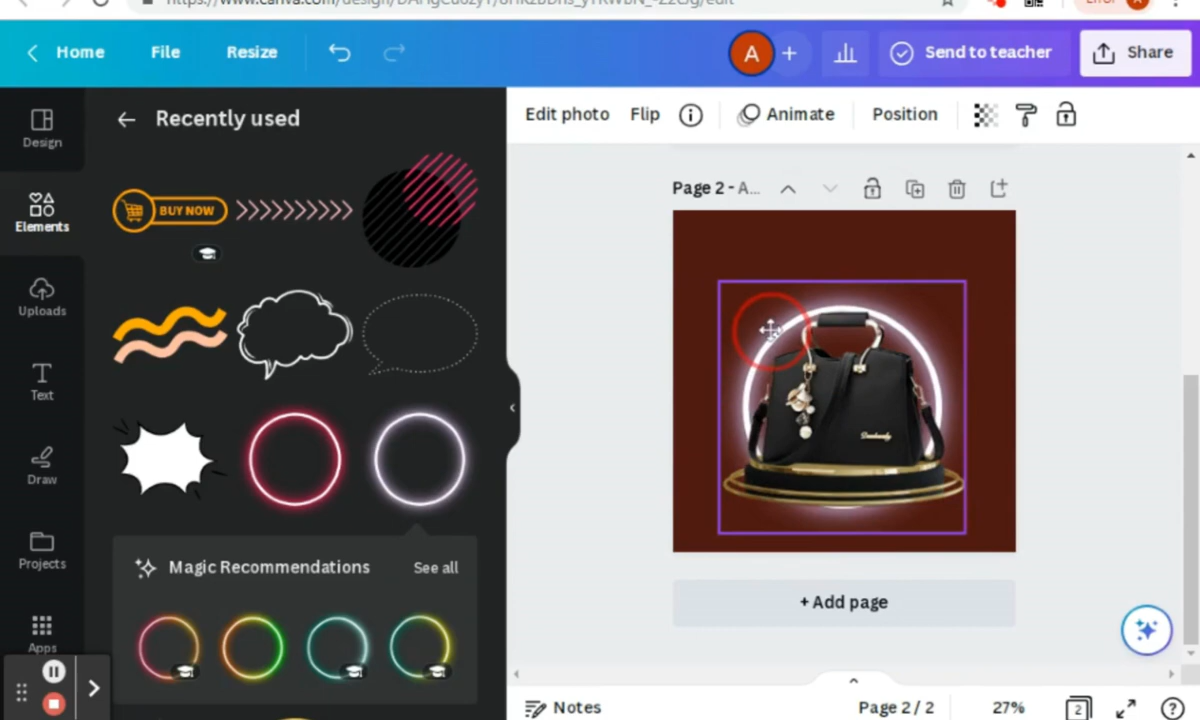 Home
File
Resize
A
+
Send to teacher
Share
Design
Elements
Uploads
Text
Draw
Projects
Apps
Recently used
BUY NOW
Magic Recommendations
See all
Edit photo
Flip
Animate
Position
Page 2 - A...
+ Add page
Notes
Page 2 / 2
27%
2